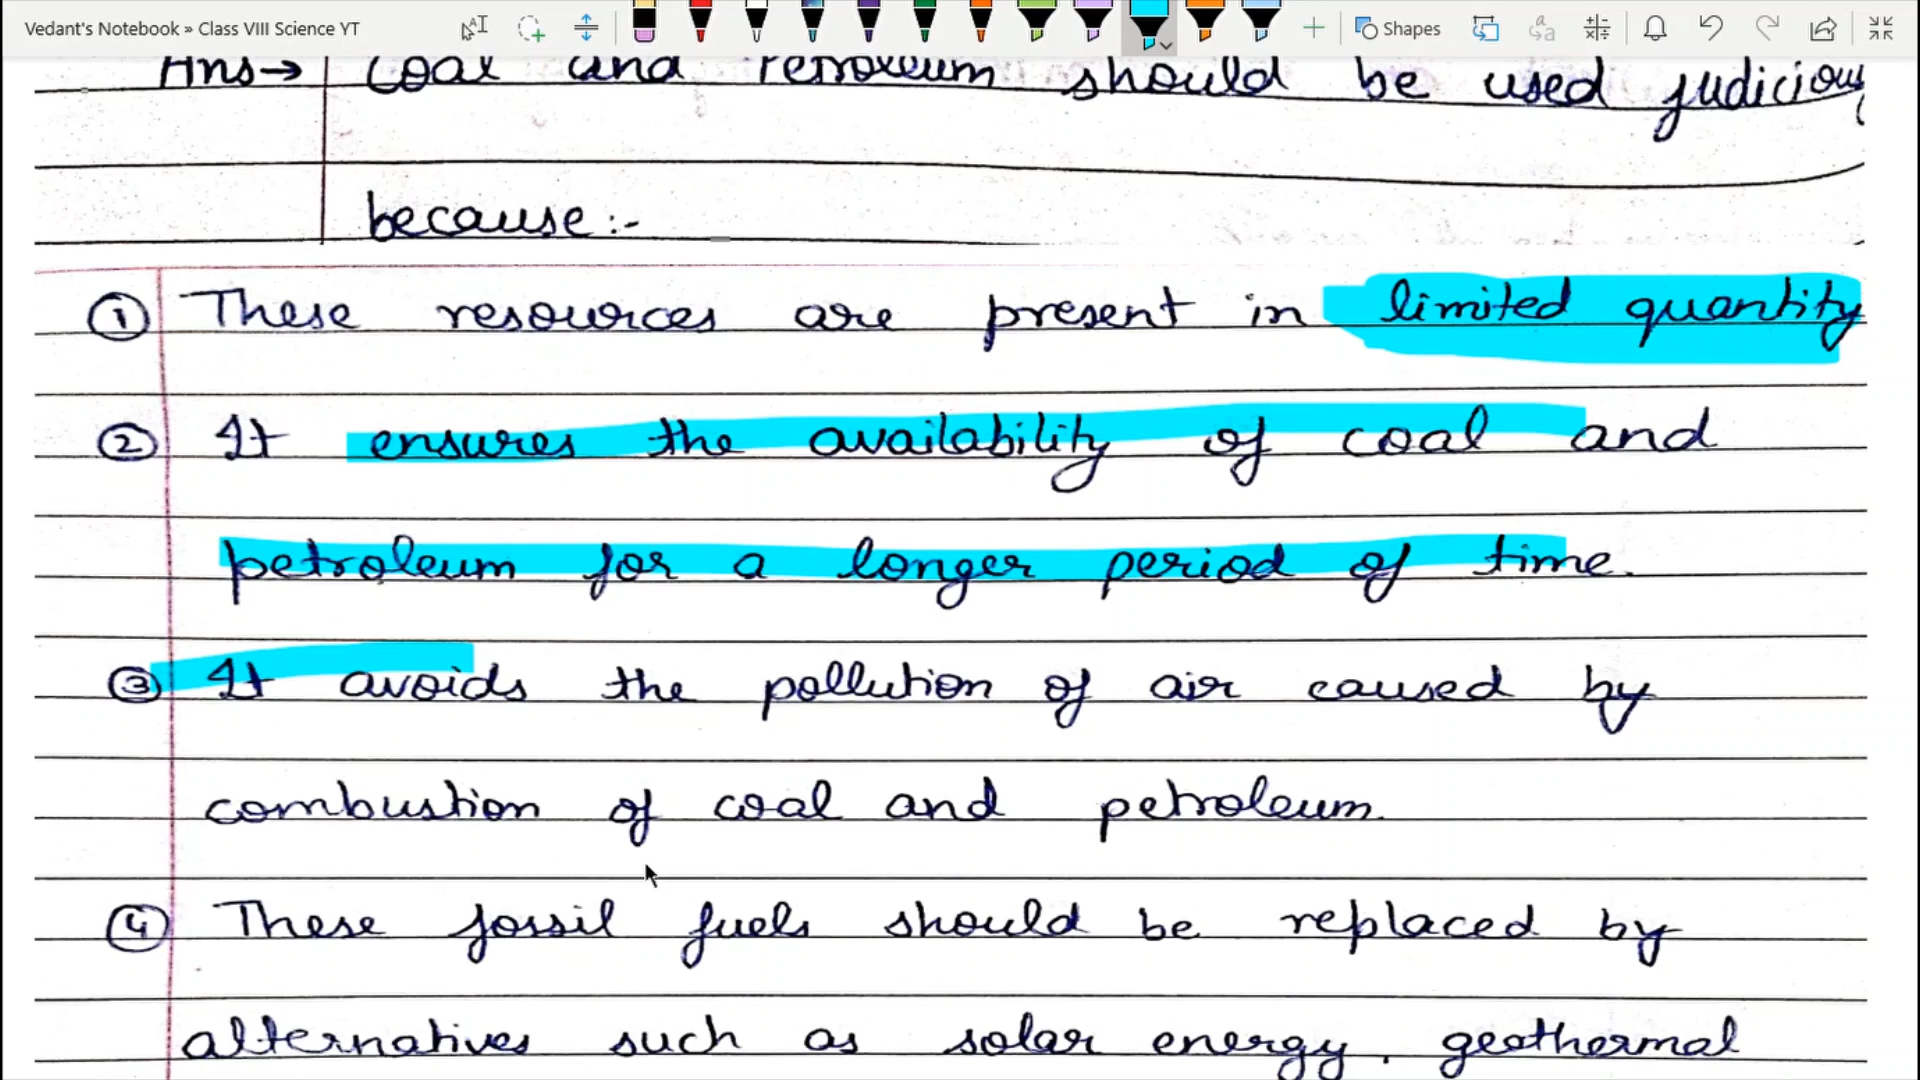 Vedant's Notebook » Class VIII Science YT
Shapes
Ans→ Coal and Petroleum should be used judicious
because:-
① These resources are present in limited quantity
② It ensures the availability of coal and
petroleum for a longer period of time.
③ It avoids the pollution of air caused by
combustion of coal and petroleum.
④ These fossil fuels should be replaced by
alternatives such as solar energy, geothermal